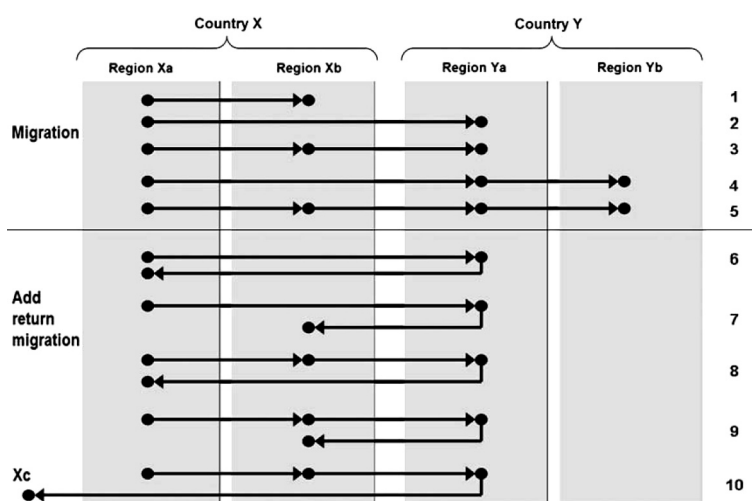 Country X Country Y
Region Xa Region Xb Region Ya Region Yb
1
Migration
2
3
4
5
6
Add
return
migration
7
8
9
Xc
10